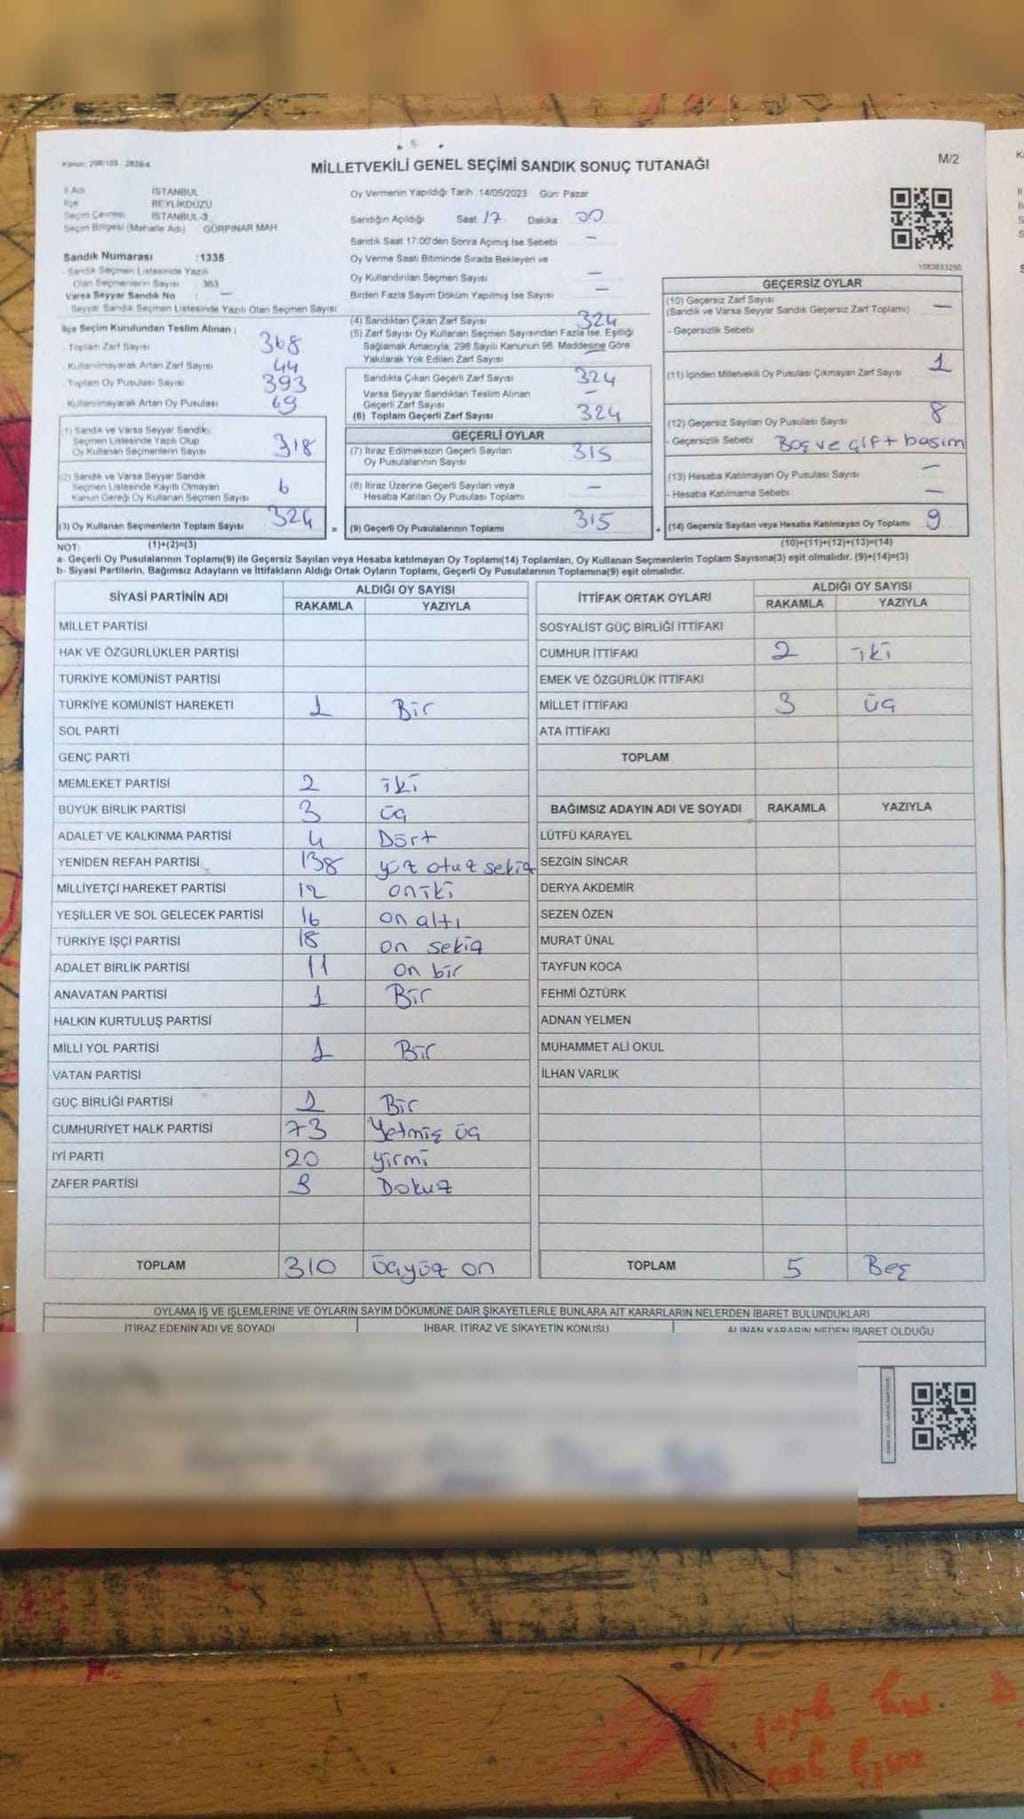 MİLLETVEKİLİ GENEL SEÇİMİ SANDIK SONUÇ TUTANAĞI
M/2
İl Adı İSTANBUL
İlçe BEYLİKDÜZÜ
Seçim Çevresi İSTANBUL-3
Seçim Bölgesi (Mahalle Adı) GÜRPINAR MAH
Sandık Numarası :1335
Sandık Seçmen Listesinde Yazılı
Olan Seçmenlerin Sayısı 363
Varsa Seyyar Sandık No : —
Seyyar Sandık Seçmen Listesinde Yazılı Olan Seçmen Sayısı:
İlçe Seçim Kurulundan Teslim Alınan :
Toplam Zarf Sayısı 368
Kullanılmayarak Artan Zarf Sayısı 44
Toplam Oy Pusulası Sayısı 393
Kullanılmayarak Artan Oy Pusulası 69
(1) Sandık ve Varsa Seyyar Sandık
Seçmen Listesinde Yazılı Olup
Oy Kullanan Seçmenlerin Sayısı 318
(2) Sandık ve Varsa Seyyar Sandık
Seçmen Listesinde Kayıtlı Olmayan
Kanun Gereği Oy Kullanan Seçmen Sayısı 6
(3) Oy Kullanan Seçmenlerin Toplam Sayısı 324
(1)+(2)=(3)
Oy Vermenin Yapıldığı Tarih :14/05/2023 Gün: Pazar
Sandığın Açıldığı Saat 17 Dakika 00
Sandık Saat 17:00'den Sonra Açılmış İse Sebebi —
Oy Verme Saati Bitiminde Sırada Bekleyen ve
Oy Kullandırılan Seçmen Sayısı —
Birden Fazla Sayım Döküm Yapılmış İse Sayısı —
(4) Sandıktan Çıkan Zarf Sayısı 324
(5) Zarf Sayısı Oy Kullanan Seçmen Sayısından Fazla İse, Eşitliği
Sağlamak Amacıyla, 298 Sayılı Kanunun 98. Maddesine Göre
Yakılarak Yok Edilen Zarf Sayısı —
Sandıkta Çıkan Geçerli Zarf Sayısı 324
Varsa Seyyar Sandıktan Teslim Alınan
Geçerli Zarf Sayısı —
(6) Toplam Geçerli Zarf Sayısı 324
GEÇERLİ OYLAR
(7) İtiraz Edilmeksizin Geçerli Sayılan
Oy Pusulalarının Sayısı 315
(8) İtiraz Üzerine Geçerli Sayılan veya
Hesaba Katılan Oy Pusulası Toplamı —
= (9) Geçerli Oy Pusulalarının Toplamı 315 +
1083853250
GEÇERSİZ OYLAR
(10) Geçersiz Zarf Sayısı
(Sandık ve Varsa Seyyar Sandık Geçersiz Zarf Toplamı) —
- Geçersizlik Sebebi
(11) İçinden Milletvekili Oy Pusulası Çıkmayan Zarf Sayısı 1
(12) Geçersiz Sayılan Oy Pusulası Sayısı 8
- Geçersizlik Sebebi Boş ve çift basım
(13) Hesaba Katılmayan Oy Pusulası Sayısı —
- Hesaba Katılmama Sebebi —
(14) Geçersiz Sayılan veya Hesaba Katılmayan Oy Toplamı 9
(10)+(11)+(12)+(13)=(14)
NOT:
a- Geçerli Oy Pusulalarının Toplamı(9) ile Geçersiz Sayılan veya Hesaba katılmayan Oy Toplamı(14) Toplamları, Oy Kullanan Seçmenlerin Toplam Sayısına(3) eşit olmalıdır. (9)+(14)=(3)
b- Siyasi Partilerin, Bağımsız Adayların ve İttifakların Aldığı Ortak Oyların Toplamı, Geçerli Oy Pusulalarının Toplamına(9) eşit olmalıdır.
SİYASİ PARTİNİN ADI ALDIĞI OY SAYISI
RAKAMLA YAZIYLA
MİLLET PARTİSİ
HAK VE ÖZGÜRLÜKLER PARTİSİ
TÜRKİYE KOMÜNİST PARTİSİ
TÜRKİYE KOMÜNİST HAREKETİ 1 Bir
SOL PARTİ
GENÇ PARTİ
MEMLEKET PARTİSİ 2 iki
BÜYÜK BİRLİK PARTİSİ 3 üç
ADALET VE KALKINMA PARTİSİ 4 Dört
YENİDEN REFAH PARTİSİ 138 yüz otuz sekiz
MİLLİYETÇİ HAREKET PARTİSİ 12 oniki
YEŞİLLER VE SOL GELECEK PARTİSİ 16 on altı
TÜRKİYE İŞÇİ PARTİSİ 18 on sekiz
ADALET BİRLİK PARTİSİ 11 on bir
ANAVATAN PARTİSİ 1 Bir
HALKIN KURTULUŞ PARTİSİ
MİLLİ YOL PARTİSİ 1 Bir
VATAN PARTİSİ
GÜÇ BİRLİĞİ PARTİSİ 1 Bir
CUMHURİYET HALK PARTİSİ 73 Yetmiş üç
İYİ PARTİ 20 yirmi
ZAFER PARTİSİ 9 Dokuz
TOPLAM 310 üçyüz on
İTTİFAK ORTAK OYLARI ALDIĞI OY SAYISI
RAKAMLA YAZIYLA
SOSYALİST GÜÇ BİRLİĞİ İTTİFAKI
CUMHUR İTTİFAKI 2 iki
EMEK VE ÖZGÜRLÜK İTTİFAKI
MİLLET İTTİFAKI 3 üç
ATA İTTİFAKI
TOPLAM
BAĞIMSIZ ADAYIN ADI VE SOYADI RAKAMLA YAZIYLA
LÜTFÜ KARAYEL
SEZGİN SİNCAR
DERYA AKDEMİR
SEZEN ÖZEN
MURAT ÜNAL
TAYFUN KOCA
FEHMİ ÖZTÜRK
ADNAN YELMEN
MUHAMMET ALİ OKUL
İLHAN VARLIK
TOPLAM 5 Beş
OYLAMA İŞ VE İŞLEMLERİNE VE OYLARIN SAYIM DÖKÜMÜNE DAİR ŞİKAYETLERLE BUNLARA AİT KARARLARIN NELERDEN İBARET BULUNDUKLARI
İTİRAZ EDENİN ADI VE SOYADI İHBAR, İTİRAZ VE ŞİKAYETİN KONUSU ALINAN KARARIN NEDEN İBARET OLDUĞU